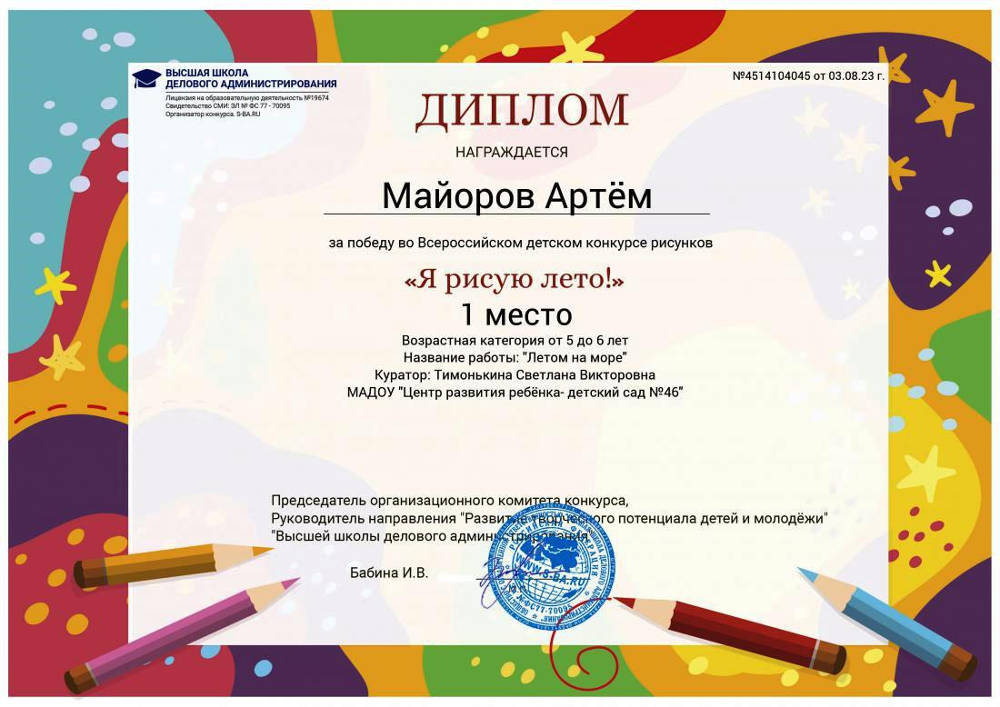 ВЫСШАЯ ШКОЛА
ДЕЛОВОГО АДМИНИСТРИРОВАНИЯ
Лицензия на образовательную деятельность №19674
Свидетельство СМИ: ЭЛ № ФС 77 - 70095
Организатор конкурса. S-BA.RU
№4514104045 от 03.08.23 г.
ДИПЛОМ
НАГРАЖДАЕТСЯ
Майоров Артём
за победу во Всероссийском детском конкурсе рисунков
«Я рисую лето!»
1 место
Возрастная категория от 5 до 6 лет
Название работы: "Летом на море"
Куратор: Тимонькина Светлана Викторовна
МАДОУ "Центр развития ребёнка- детский сад №46"
Председатель организационного комитета конкурса,
Руководитель направления "Развитие творческого потенциала детей и молодёжи"
"Высшей школы делового администрирования
Бабина И.В.
РОССИЙСКАЯ ФЕДЕРАЦИЯ
WWW.S-BA.RU
ФС77-70095